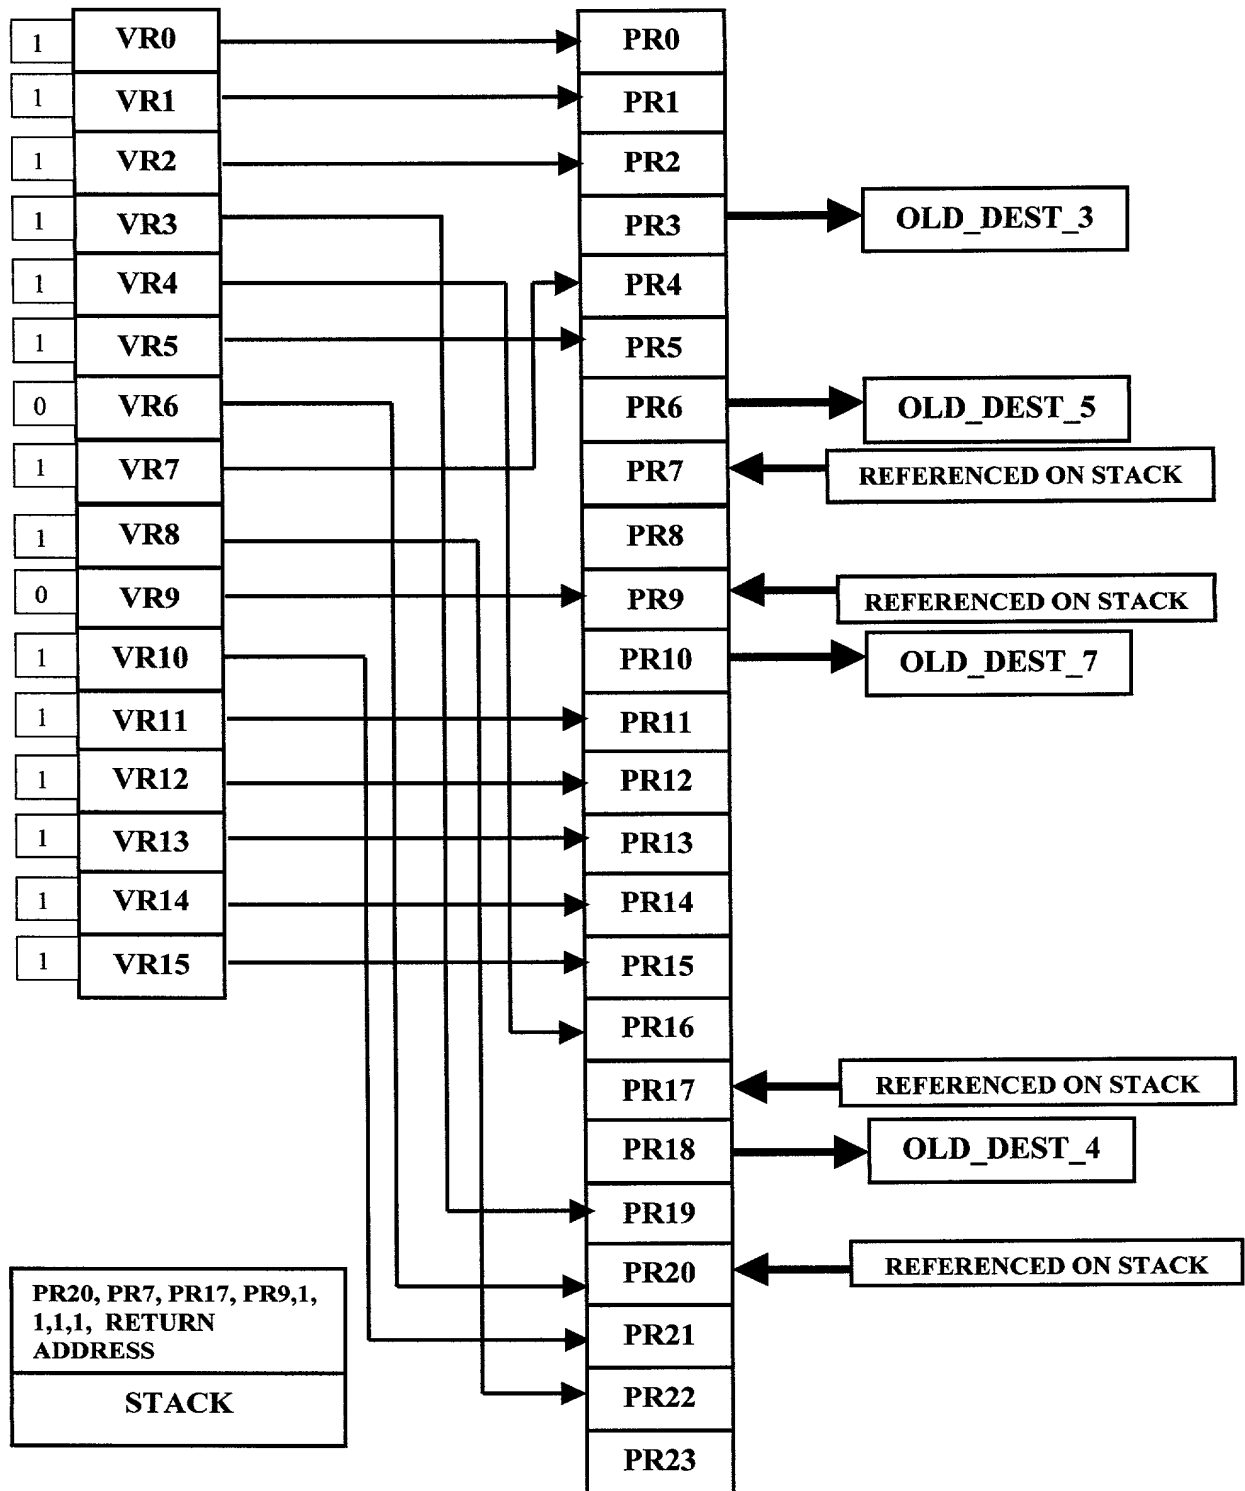 1 VR0 PR0
1 VR1 PR1
1 VR2 PR2
1 VR3 PR3 OLD_DEST_3
1 VR4 PR4
1 VR5 PR5
0 VR6 PR6 OLD_DEST_5
1 VR7 PR7 REFERENCED ON STACK
1 VR8 PR8
0 VR9 PR9 REFERENCED ON STACK
1 VR10 PR10 OLD_DEST_7
1 VR11 PR11
1 VR12 PR12
1 VR13 PR13
1 VR14 PR14
1 VR15 PR15
PR16
PR17 REFERENCED ON STACK
PR18 OLD_DEST_4
PR19
PR20 REFERENCED ON STACK
PR21
PR22
PR23
PR20, PR7, PR17, PR9,1,
1,1,1, RETURN
ADDRESS
STACK